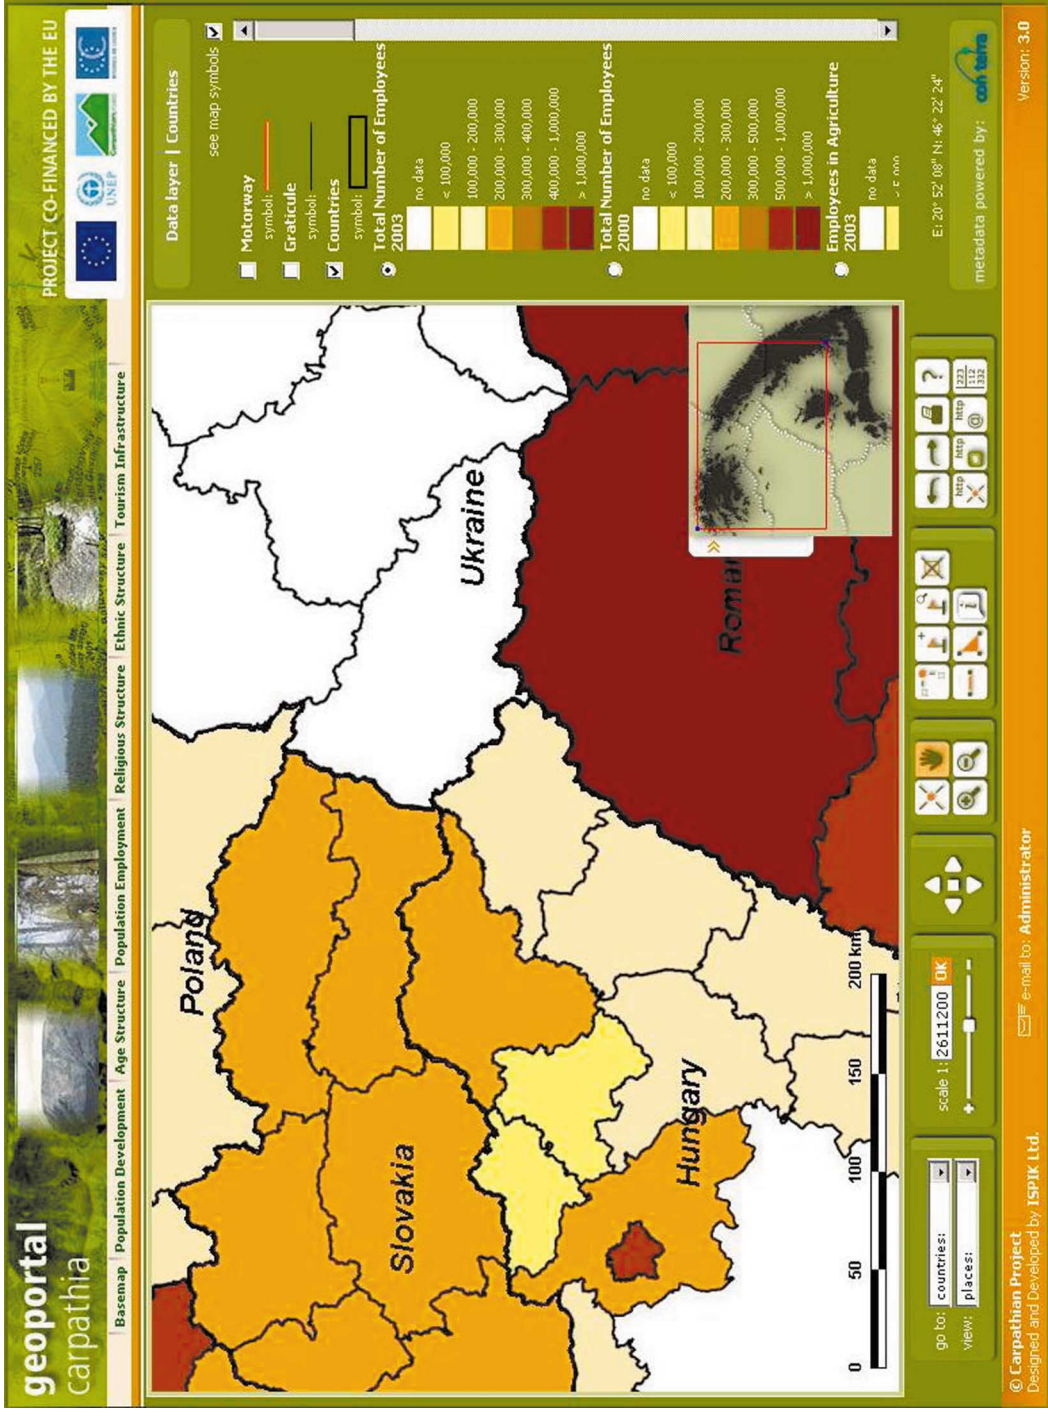 geoportal
carpathia
PROJECT CO-FINANCED BY THE EU
UNEP
Basemap | Population Development | Age Structure | Population Employment | Religious Structure | Ethnic Structure | Tourism Infrastructure
Data layer | Countries
see map symbols
Motorway
symbol:
Graticule
symbol:
Countries
symbol:
Total Number of Employees
2003
no data
< 100,000
100,000 - 200,000
200,000 - 300,000
300,000 - 400,000
400,000 - 1,000,000
> 1,000,000
Total Number of Employees
2000
no data
< 100,000
100,000 - 200,000
200,000 - 300,000
300,000 - 500,000
500,000 - 1,000,000
> 1,000,000
Employees in Agriculture
2003
no data
Poland
Slovakia
Ukraine
Hungary
Romai
0 50 100 150 200 km
E: 20° 52' 08" N: 46° 22' 24"
go to: countries:
view: places:
scale 1: 2611200 OK
http
http
http
@
?
i
223
112
332
metadata powered by: con terra
© Carpathian Project
Designed and Developed by ISPIK Ltd.
e-mail to: Administrator
Version: 3.0